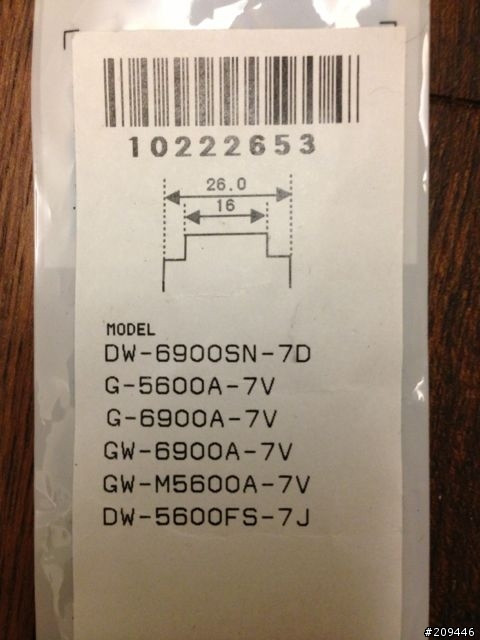 10222653
26.0
16
MODEL
DW-6900SN-7D
G-5600A-7V
G-6900A-7V
GW-6900A-7V
GW-M5600A-7V
DW-5600FS-7J
#209446